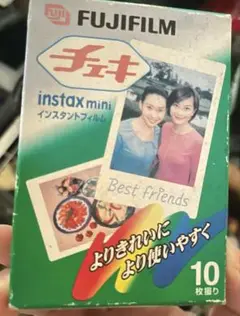 FUJI
FUJIFILM
チェキ
instax mini
インスタントフィルム
Best friends
よりきれいに
より使いやすく
10
枚撮り